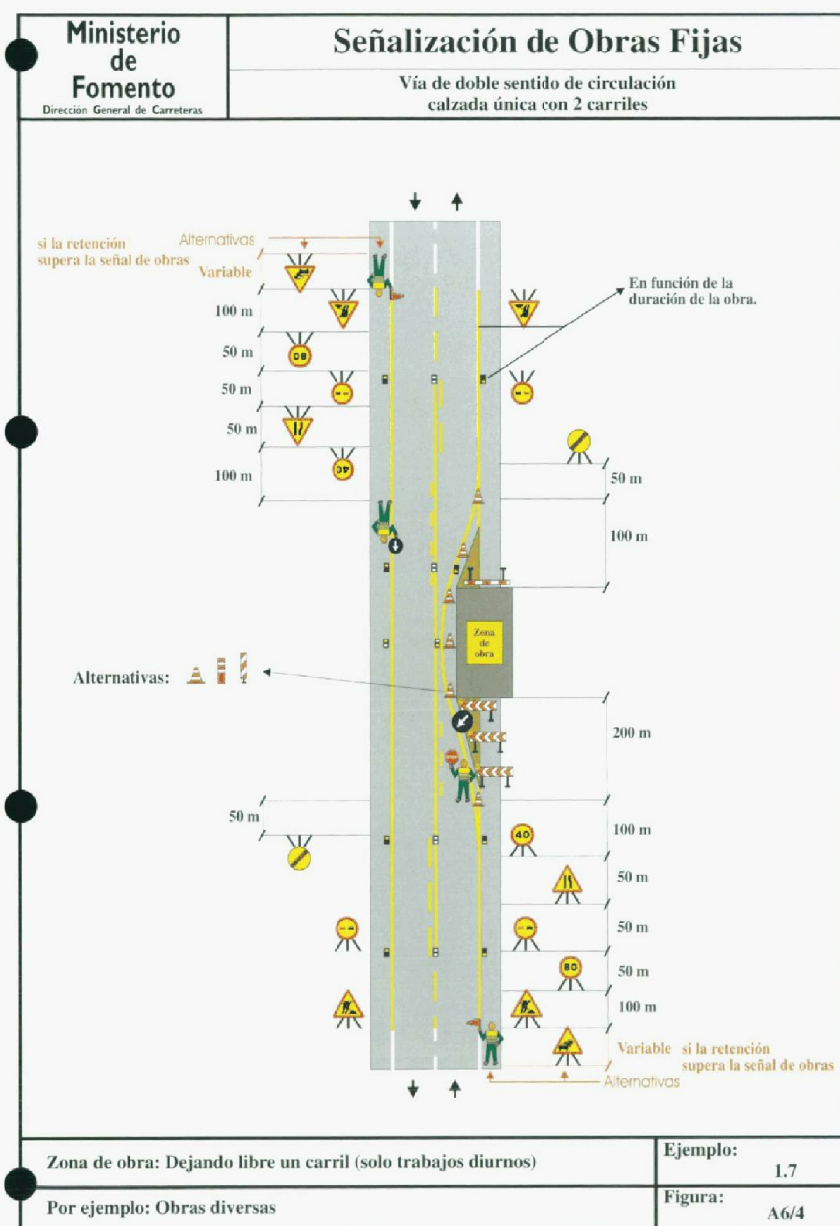 Ministerio
de
Fomento
Dirección General de Carreteras
Señalización de Obras Fijas
Vía de doble sentido de circulación
calzada única con 2 carriles
si la retención
supera la señal de obras
Alternativas
Variable
100 m
50 m
80
50 m
50 m
100 m
40
En función de la
duración de la obra.
50 m
100 m
Zona
de
obra
Alternativas:
200 m
50 m
40
100 m
50 m
50 m
80
50 m
100 m
Variable si la retención
supera la señal de obras
Alternativas
Zona de obra: Dejando libre un carril (solo trabajos diurnos)
Ejemplo:
1.7
Por ejemplo: Obras diversas
Figura:
A6/4